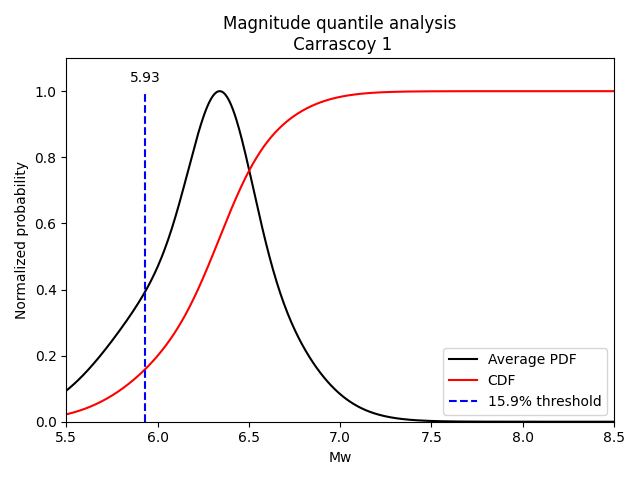 Magnitude quantile analysis
Carrascoy 1
5.93
Normalized probability
1.0
0.8
0.6
0.4
0.2
0.0
Average PDF
CDF
15.9% threshold
5.5 6.0 6.5 7.0 7.5 8.0 8.5
Mw